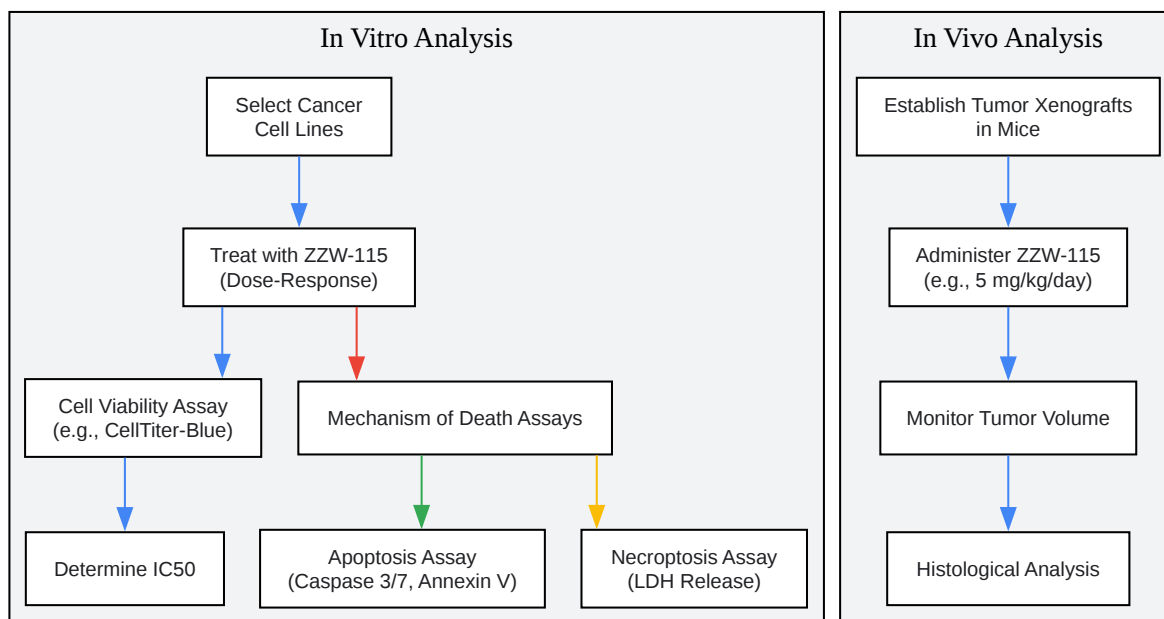 In Vitro Analysis
Select Cancer
Cell Lines
Treat with ZZW-115
(Dose-Response)
Cell Viability Assay
(e.g., CellTiter-Blue)
Mechanism of Death Assays
Determine IC50
Apoptosis Assay
(Caspase 3/7, Annexin V)
Necroptosis Assay
(LDH Release)
In Vivo Analysis
Establish Tumor Xenografts
in Mice
Administer ZZW-115
(e.g., 5 mg/kg/day)
Monitor Tumor Volume
Histological Analysis